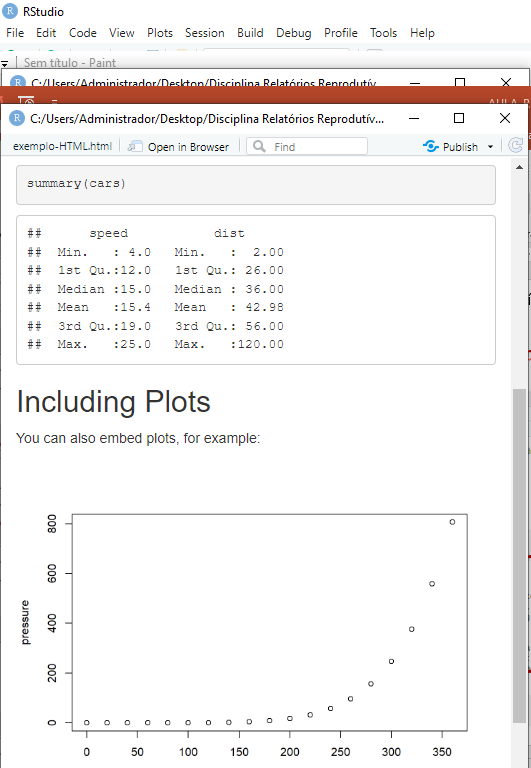 RStudio
File Edit Code View Plots Session Build Debug Profile Tools Help
Sem título - Paint
C:/Users/Administrador/Desktop/Disciplina Relatórios Reprodutív
C:/Users/Administrador/Desktop/Disciplina Relatórios Reprodutív...
exemplo-HTML.html Open in Browser Find Publish
summary(cars)
## speed dist
## Min. : 4.0 Min. : 2.00
## 1st Qu.:12.0 1st Qu.: 26.00
## Median :15.0 Median : 36.00
## Mean :15.4 Mean : 42.98
## 3rd Qu.:19.0 3rd Qu.: 56.00
## Max. :25.0 Max. :120.00
Including Plots
You can also embed plots, for example:
800
600
400
200
0
pressure
0 50 100 150 200 250 300 350